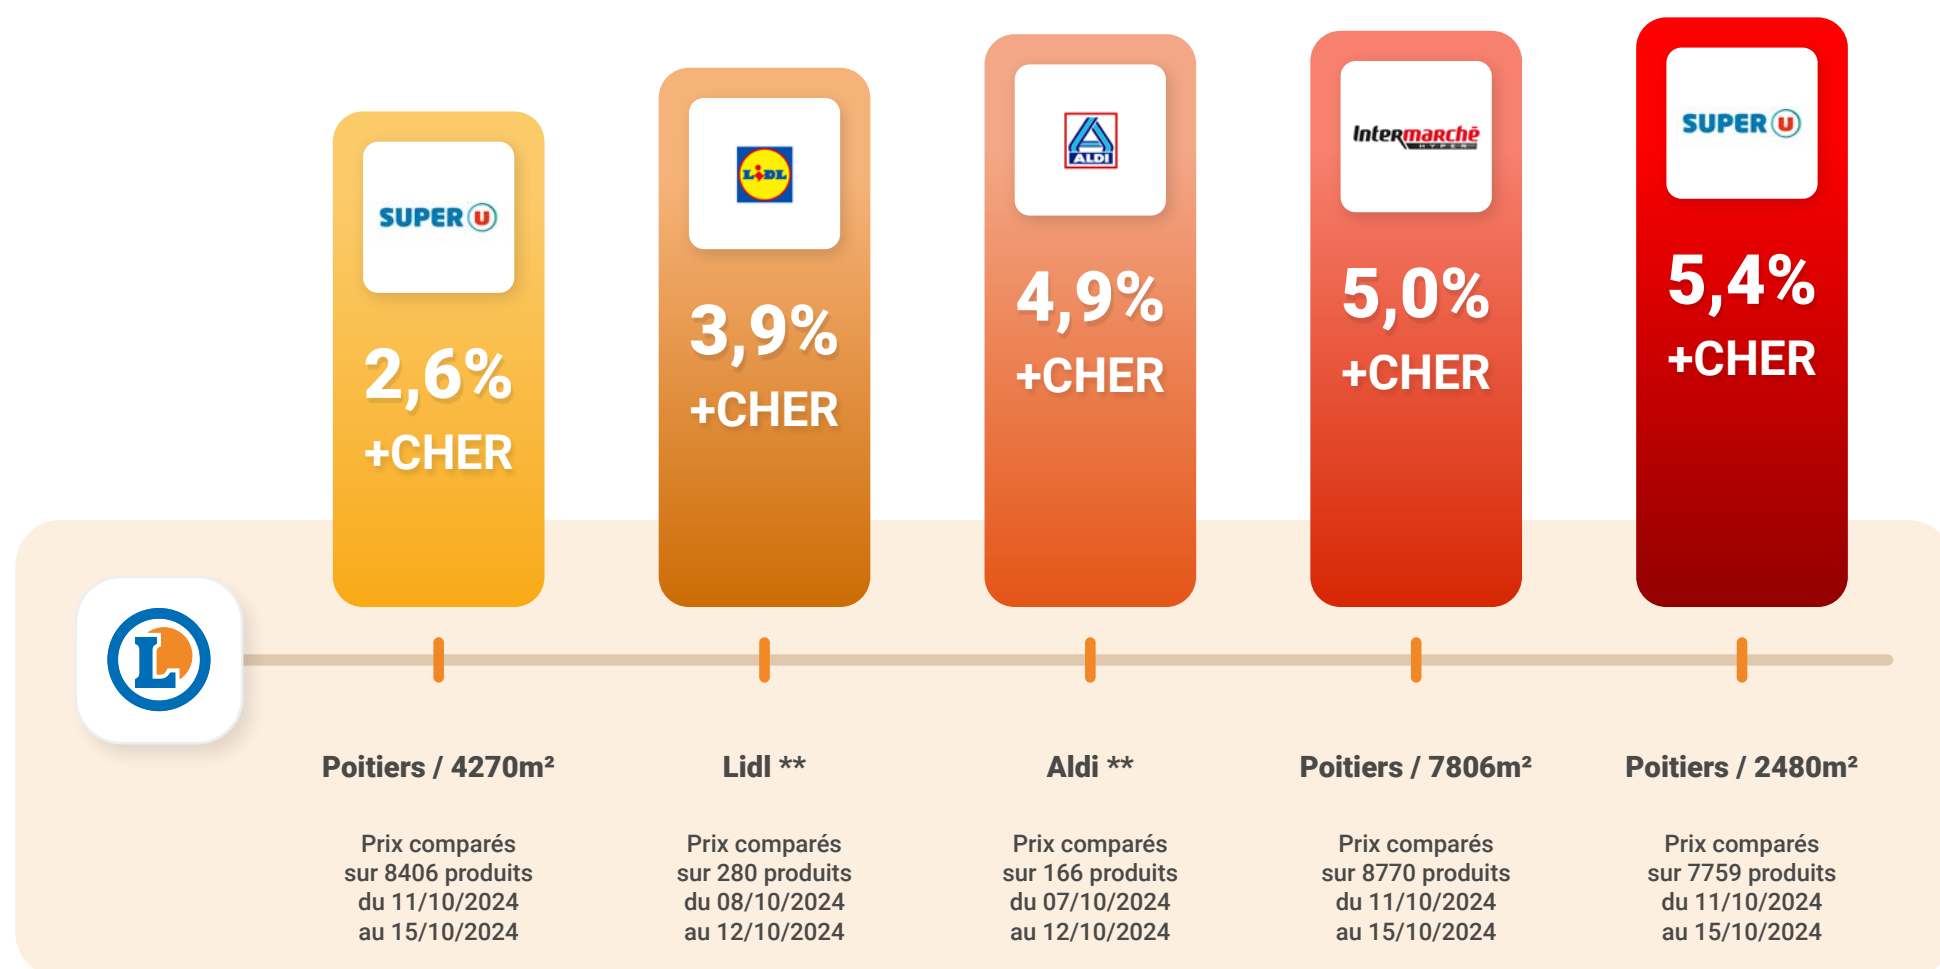 SUPER U
2,6%
+CHER
LIDL
3,9%
+CHER
ALDI
4,9%
+CHER
Intermarchē
HYPER
5,0%
+CHER
SUPER U
5,4%
+CHER
L
Poitiers / 4270m²
Prix comparés
sur 8406 produits
du 11/10/2024
au 15/10/2024
Lidl **
Prix comparés
sur 280 produits
du 08/10/2024
au 12/10/2024
Aldi **
Prix comparés
sur 166 produits
du 07/10/2024
au 12/10/2024
Poitiers / 7806m²
Prix comparés
sur 8770 produits
du 11/10/2024
au 15/10/2024
Poitiers / 2480m²
Prix comparés
sur 7759 produits
du 11/10/2024
au 15/10/2024